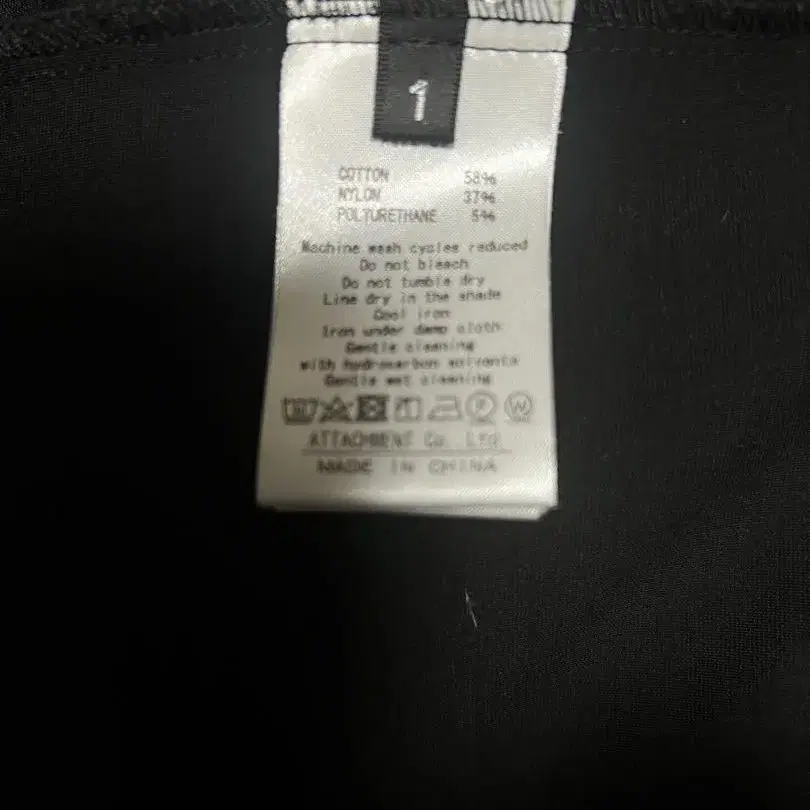 1
COTTON 58%
NYLON 37%
POLYURETHANE 5%
Machine wash cycles reduced
Do not bleach
Do not tumble dry
Line dry in the shade
Cool iron
Iron under damp cloth
Gentle cleaning
with hydrocarbon solvents
Gentle wet cleaning
W
ATTACHMENT Co. Ltd.
MADE IN CHINA